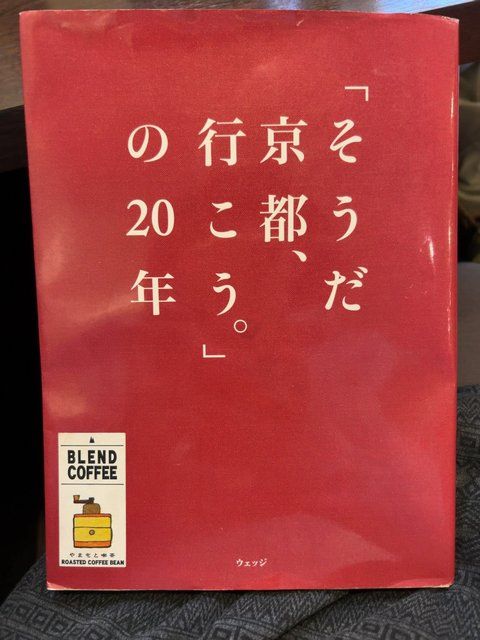 「そうだ
京都、
行こう。」
の20年
BLEND
COFFEE
やまもと喫茶
ROASTED COFFEE BEAN
ウェッジ